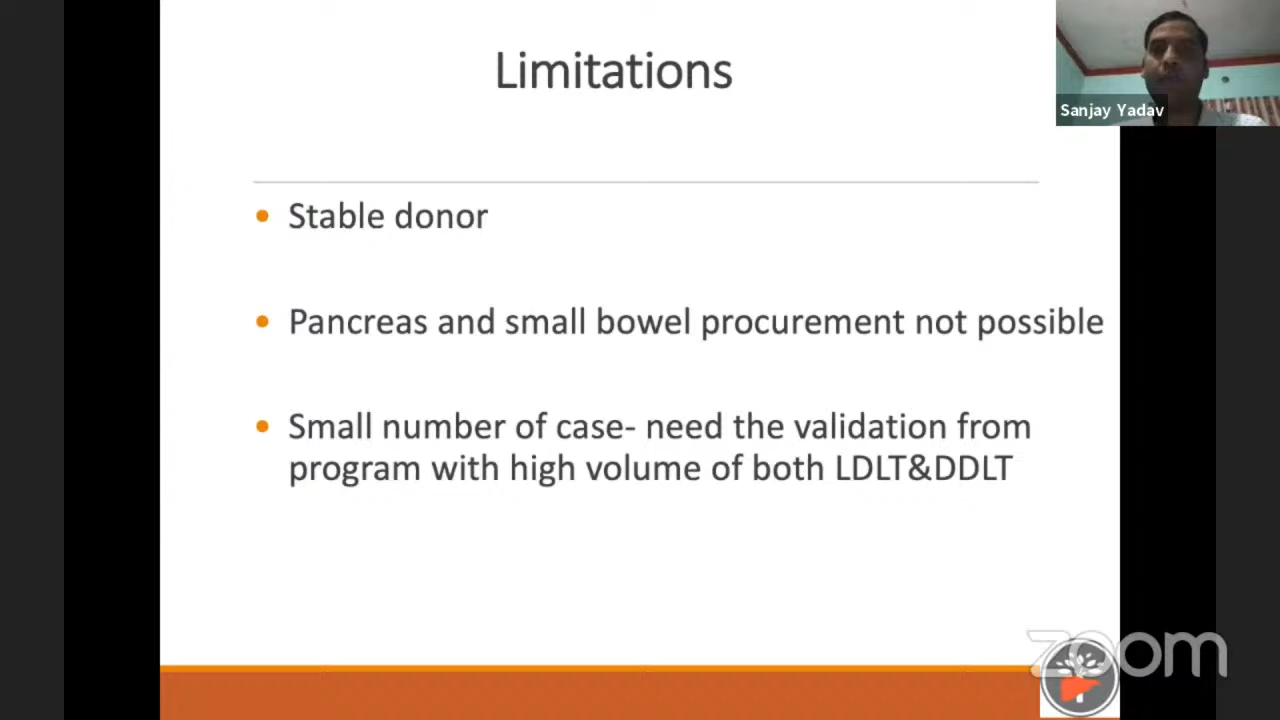 Limitations
Sanjay Yadav
• Stable donor
• Pancreas and small bowel procurement not possible
• Small number of case- need the validation from
program with high volume of both LDLT&DDLT
zoom